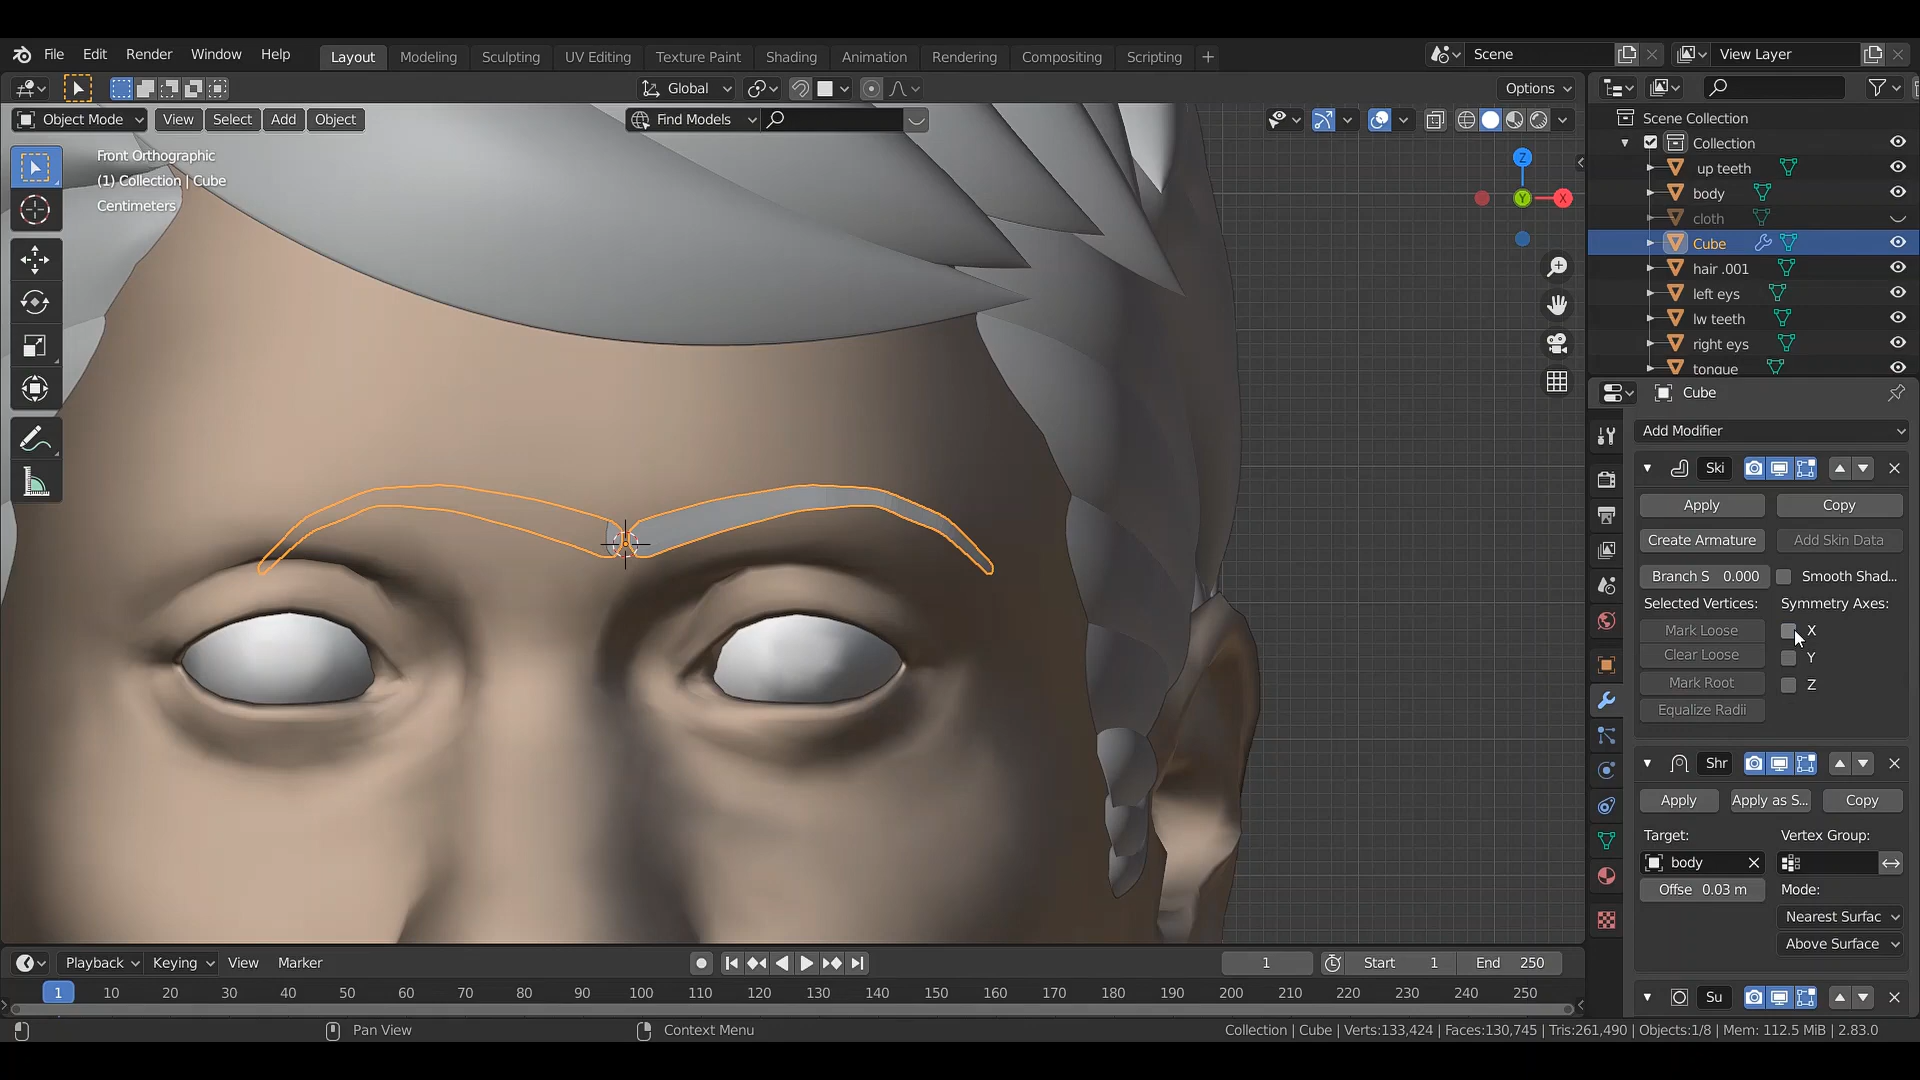 File Edit Render Window Help Layout Modeling Sculpting UV Editing Texture Paint Shading Animation Rendering Compositing Scripting + Scene View Layer
Global Options
Object Mode View Select Add Object Find Models
Front Orthographic
(1) Collection | Cube
Centimeters
Z
Y
X
Scene Collection
Collection
up teeth
body
cloth
Cube
hair .001
left eys
lw teeth
right eys
tongue
Cube
Add Modifier
Ski
Apply Copy
Create Armature Add Skin Data
Branch S 0.000 Smooth Shad...
Selected Vertices: Symmetry Axes:
Mark Loose X
Clear Loose Y
Mark Root Z
Equalize Radii
Shr
Apply Apply as S... Copy
Target: Vertex Group:
body
Offse 0.03 m Mode:
Nearest Surfac
Above Surface
Su
Playback Keying View Marker 1 Start 1 End 250
1 10 20 30 40 50 60 70 80 90 100 110 120 130 140 150 160 170 180 190 200 210 220 230 240 250
Pan View Context Menu Collection | Cube | Verts:133,424 | Faces:130,745 | Tris:261,490 | Objects:1/8 | Mem: 112.5 MiB | 2.83.0